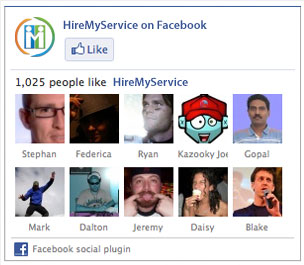 HireMyService on Facebook
Like
1,025 people like HireMyService
Stephan Federica Ryan Kazooky Joe Gopal
Mark Dalton Jeremy Daisy Blake
Facebook social plugin